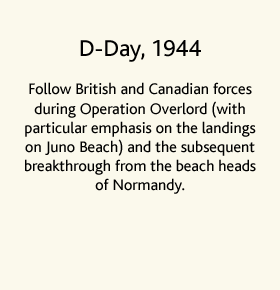 D-Day, 1944
Follow British and Canadian forces
during Operation Overlord (with
particular emphasis on the landings
on Juno Beach) and the subsequent
breakthrough from the beach heads
of Normandy.